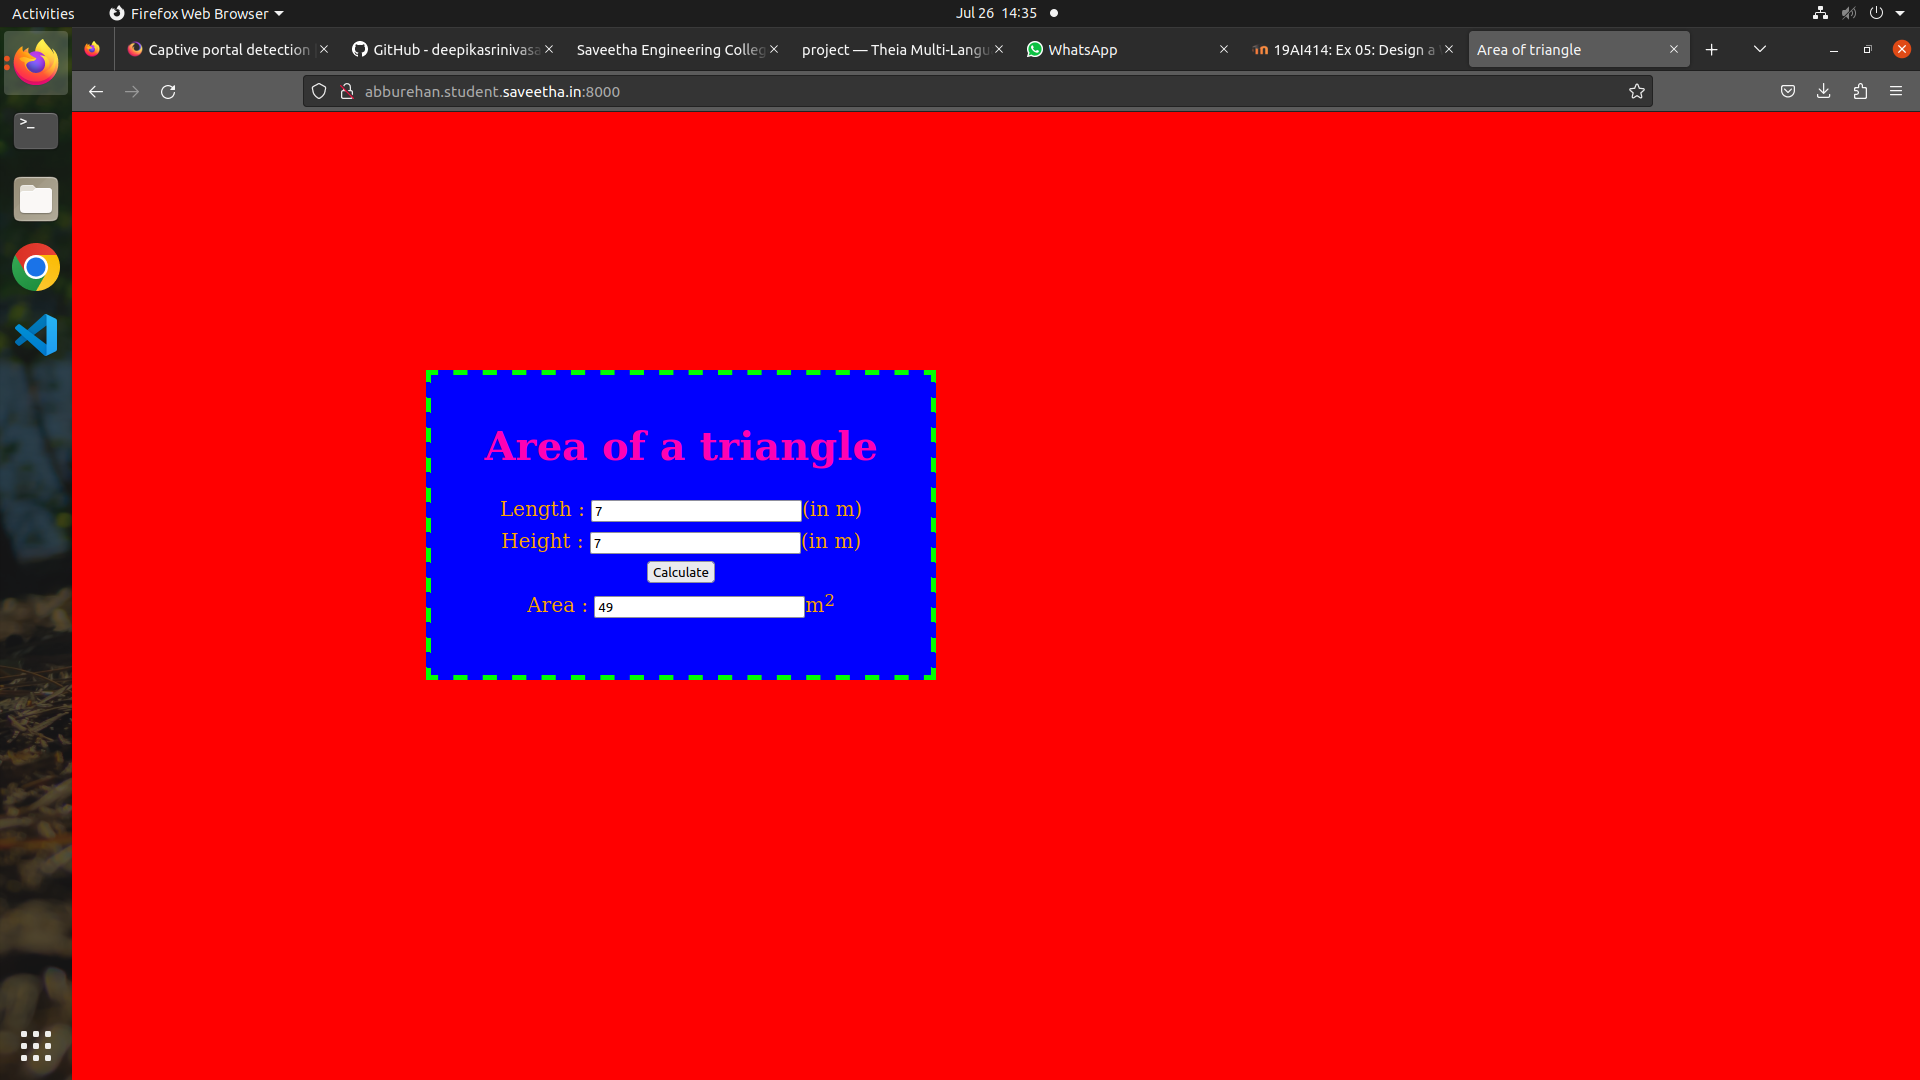 Activities Firefox Web Browser Jul 26 14:35
Captive portal detection GitHub - deepikasrinivasa Saveetha Engineering Colleg project — Theia Multi-Langu WhatsApp 19AI414: Ex 05: Design a Area of triangle
abburehan.student.saveetha.in:8000
Area of a triangle
Length : 7 (in m)
Height : 7 (in m)
Calculate
Area : 49 m²